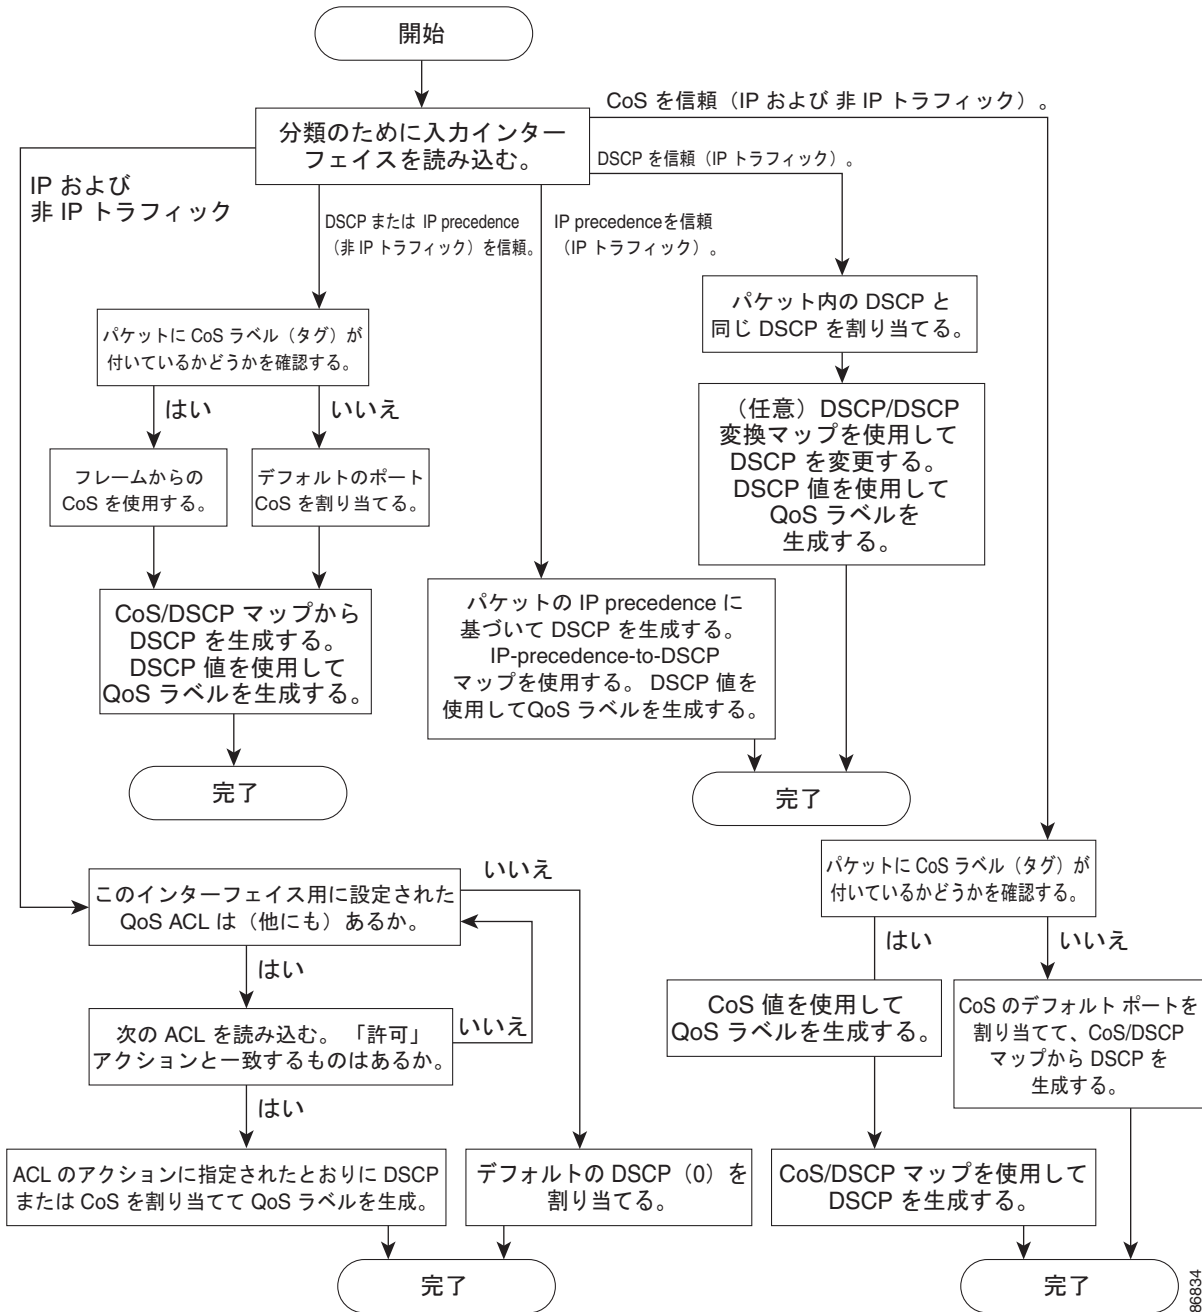 開始
CoS を信頼（IP および 非 IP トラフィック）。
分類のために入力インター
フェイスを読み込む。
DSCP を信頼（IP トラフィック）。
IP および
非 IP トラフィック
DSCP または IP precedence
（非 IP トラフィック）を信頼。
IP precedenceを信頼
（IP トラフィック）。
パケット内の DSCP と
同じ DSCP を割り当てる。
パケットに CoS ラベル（タグ）が
付いているかどうかを確認する。
はい
いいえ
（任意）DSCP/DSCP
変換マップを使用して
DSCP を変更する。
DSCP 値を使用して
QoS ラベルを
生成する。
フレームからの
CoS を使用する。
デフォルトのポート
CoS を割り当てる。
CoS/DSCP マップから
DSCP を生成する。
DSCP 値を使用して
QoS ラベルを生成する。
パケットの IP precedence に
基づいて DSCP を生成する。
IP-precedence-to-DSCP
マップを使用する。 DSCP 値を
使用してQoS ラベルを生成する。
完了
完了
パケットに CoS ラベル（タグ）が
付いているかどうかを確認する。
いいえ
このインターフェイス用に設定された
QoS ACL は（他にも）あるか。
はい
いいえ
はい
CoS 値を使用して
QoS ラベルを生成する。
CoS のデフォルト ポートを
割り当てて、CoS/DSCP
マップから DSCP を
生成する。
次の ACL を読み込む。 「許可」
アクションと一致するものはあるか。
いいえ
はい
ACL のアクションに指定されたとおりに DSCP
または CoS を割り当てて QoS ラベルを生成。
デフォルトの DSCP（0）を
割り当てる。
CoS/DSCP マップを使用して
DSCP を生成する。
完了
完了
86834